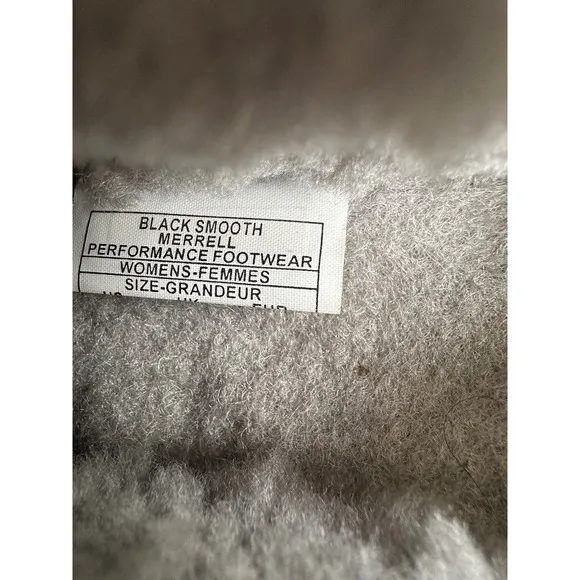 BLACK SMOOTH
MERRELL
PERFORMANCE FOOTWEAR
WOMENS-FEMMES
SIZE-GRANDEUR